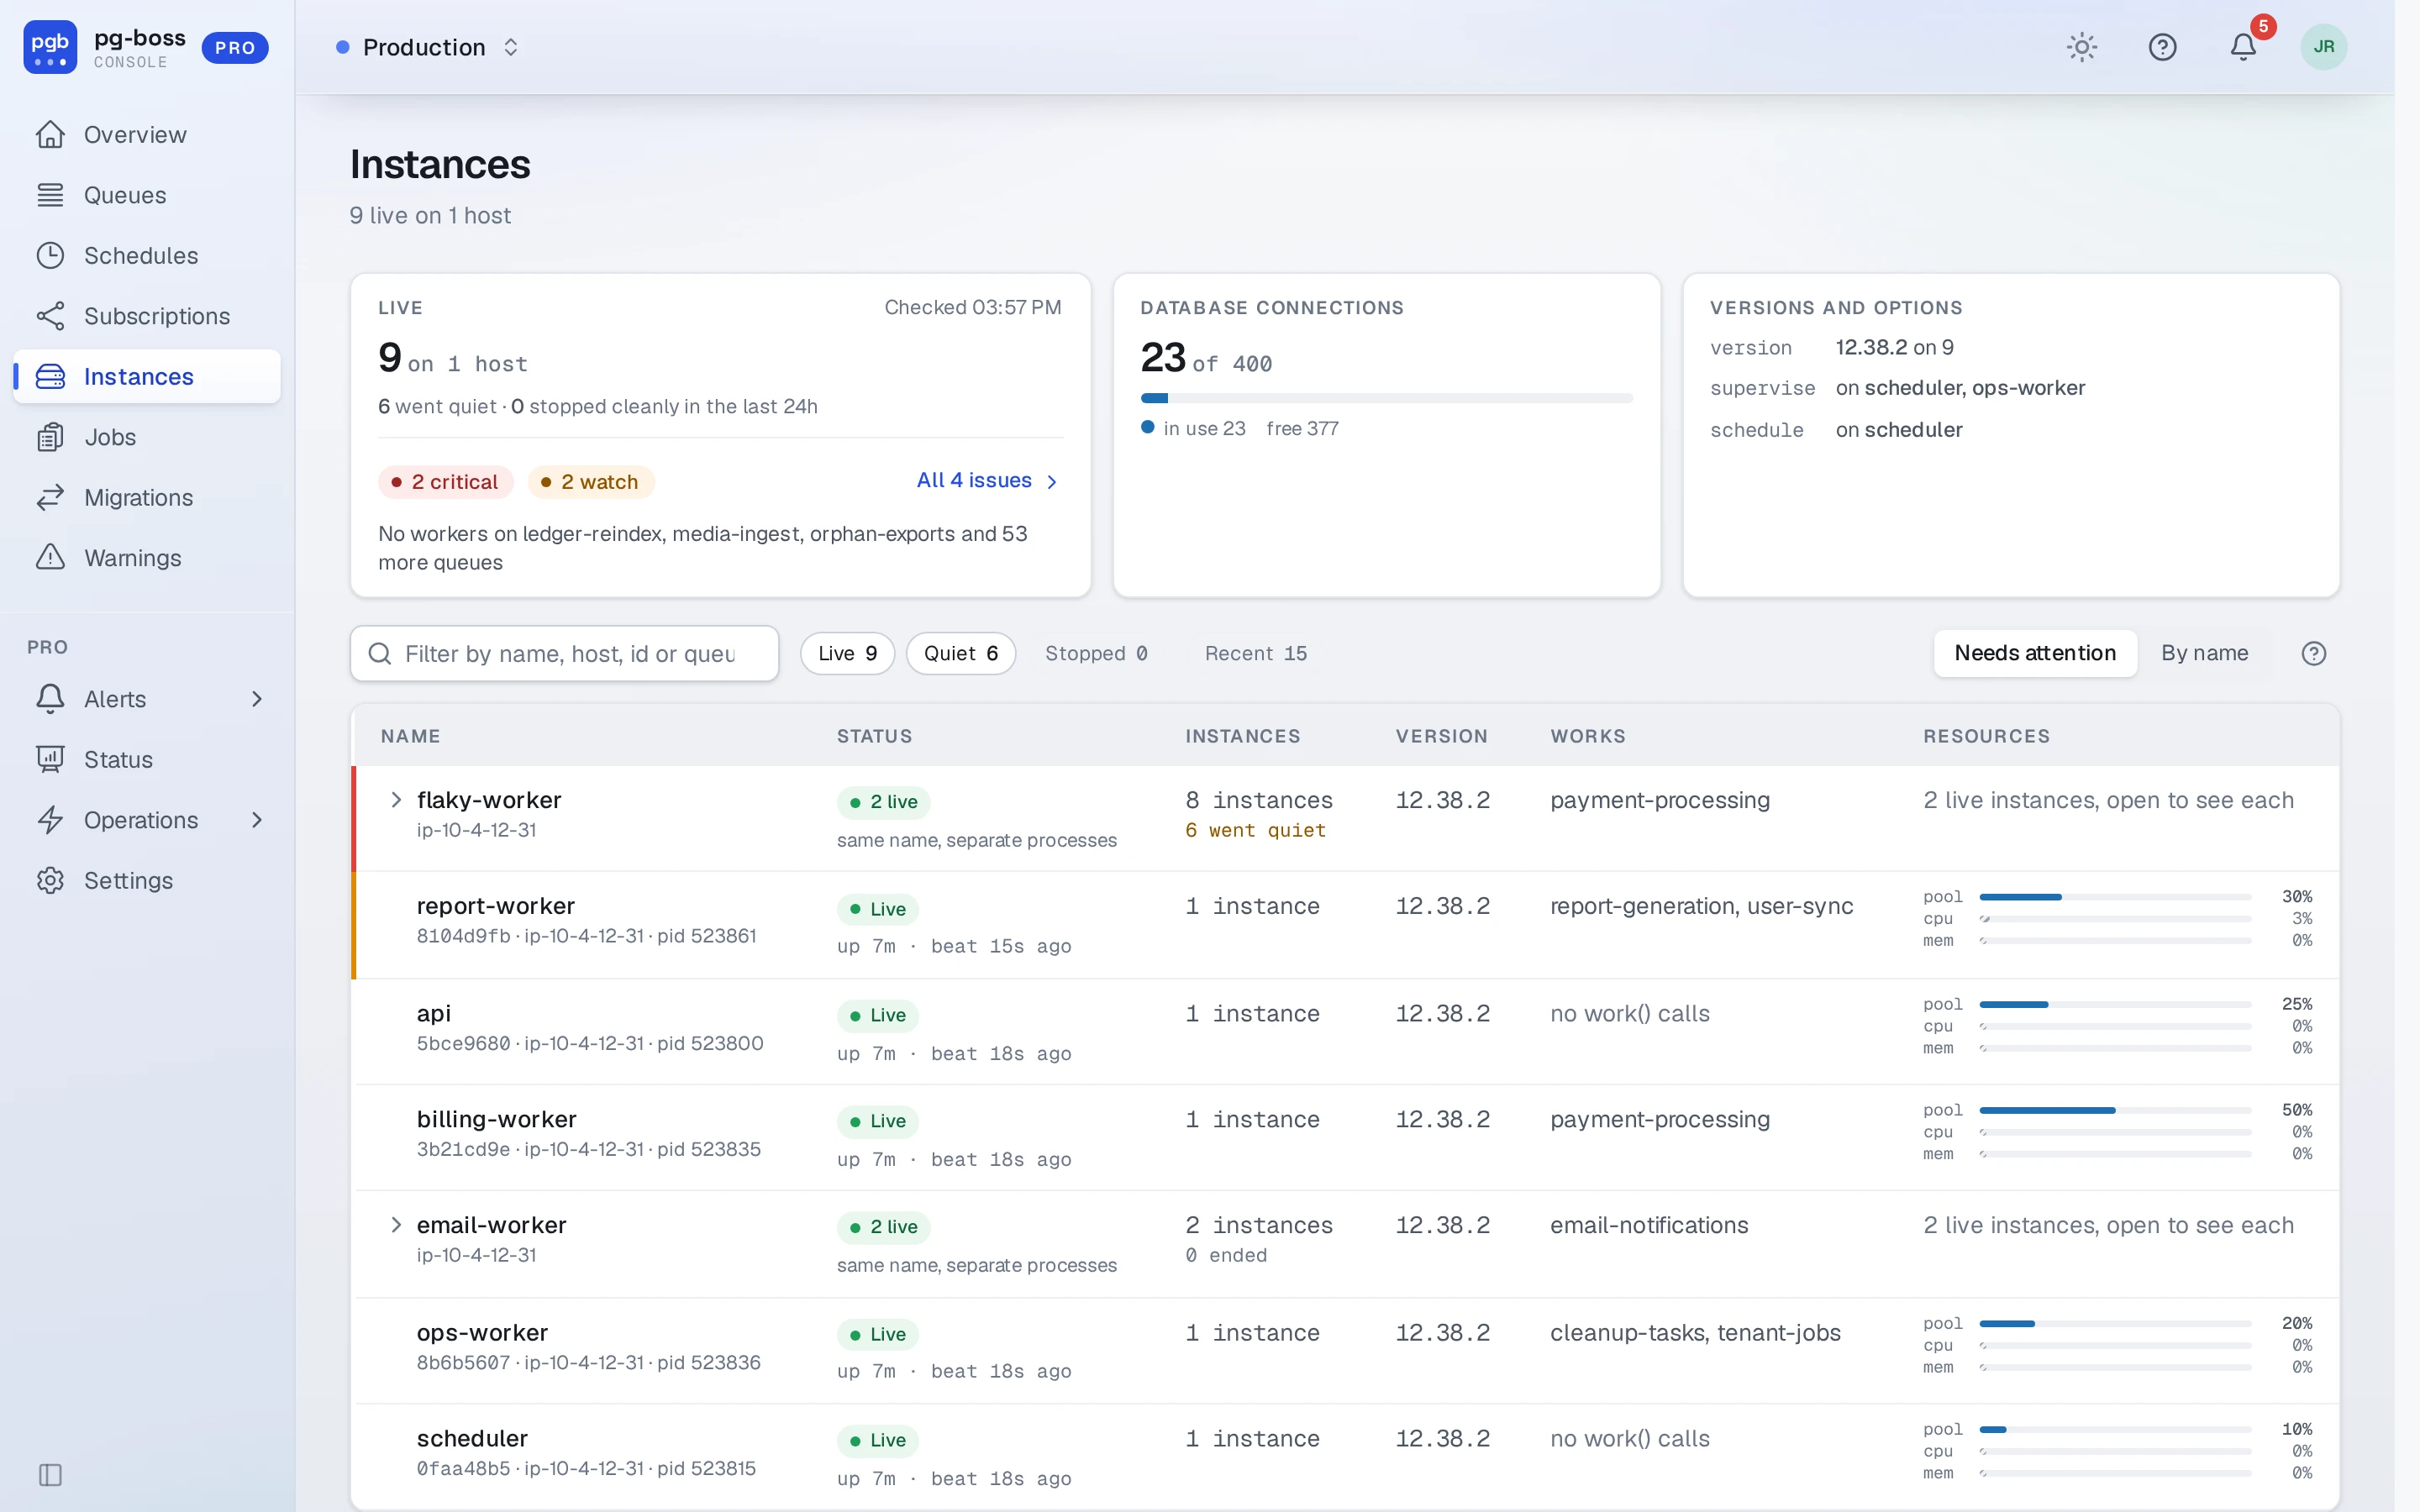 pgb
pg-boss
CONSOLE
PRO
Production
5
JR
Overview
Queues
Schedules
Subscriptions
Instances
Jobs
Migrations
Warnings
PRO
Alerts
Status
Operations
Settings
Instances
9 live on 1 host
LIVE
Checked 03:57 PM
9 on 1 host
6 went quiet · 0 stopped cleanly in the last 24h
2 critical
2 watch
All 4 issues
No workers on ledger-reindex, media-ingest, orphan-exports and 53
more queues
DATABASE CONNECTIONS
23 of 400
in use 23 free 377
VERSIONS AND OPTIONS
version 12.38.2 on 9
supervise on scheduler, ops-worker
schedule on scheduler
Filter by name, host, id or queu
Live 9
Quiet 6
Stopped 0
Recent 15
Needs attention
By name
NAME STATUS INSTANCES VERSION WORKS RESOURCES
flaky-worker
ip-10-4-12-31
2 live
same name, separate processes
8 instances
6 went quiet
12.38.2
payment-processing
2 live instances, open to see each
report-worker
8104d9fb · ip-10-4-12-31 · pid 523861
Live
up 7m · beat 15s ago
1 instance
12.38.2
report-generation, user-sync
pool 30%
cpu 3%
mem 0%
api
5bce9680 · ip-10-4-12-31 · pid 523800
Live
up 7m · beat 18s ago
1 instance
12.38.2
no work() calls
pool 25%
cpu 0%
mem 0%
billing-worker
3b21cd9e · ip-10-4-12-31 · pid 523835
Live
up 7m · beat 18s ago
1 instance
12.38.2
payment-processing
pool 50%
cpu 0%
mem 0%
email-worker
ip-10-4-12-31
2 live
same name, separate processes
2 instances
0 ended
12.38.2
email-notifications
2 live instances, open to see each
ops-worker
8b6b5607 · ip-10-4-12-31 · pid 523836
Live
up 7m · beat 18s ago
1 instance
12.38.2
cleanup-tasks, tenant-jobs
pool 20%
cpu 0%
mem 0%
scheduler
0faa48b5 · ip-10-4-12-31 · pid 523815
Live
up 7m · beat 18s ago
1 instance
12.38.2
no work() calls
pool 10%
cpu 0%
mem 0%